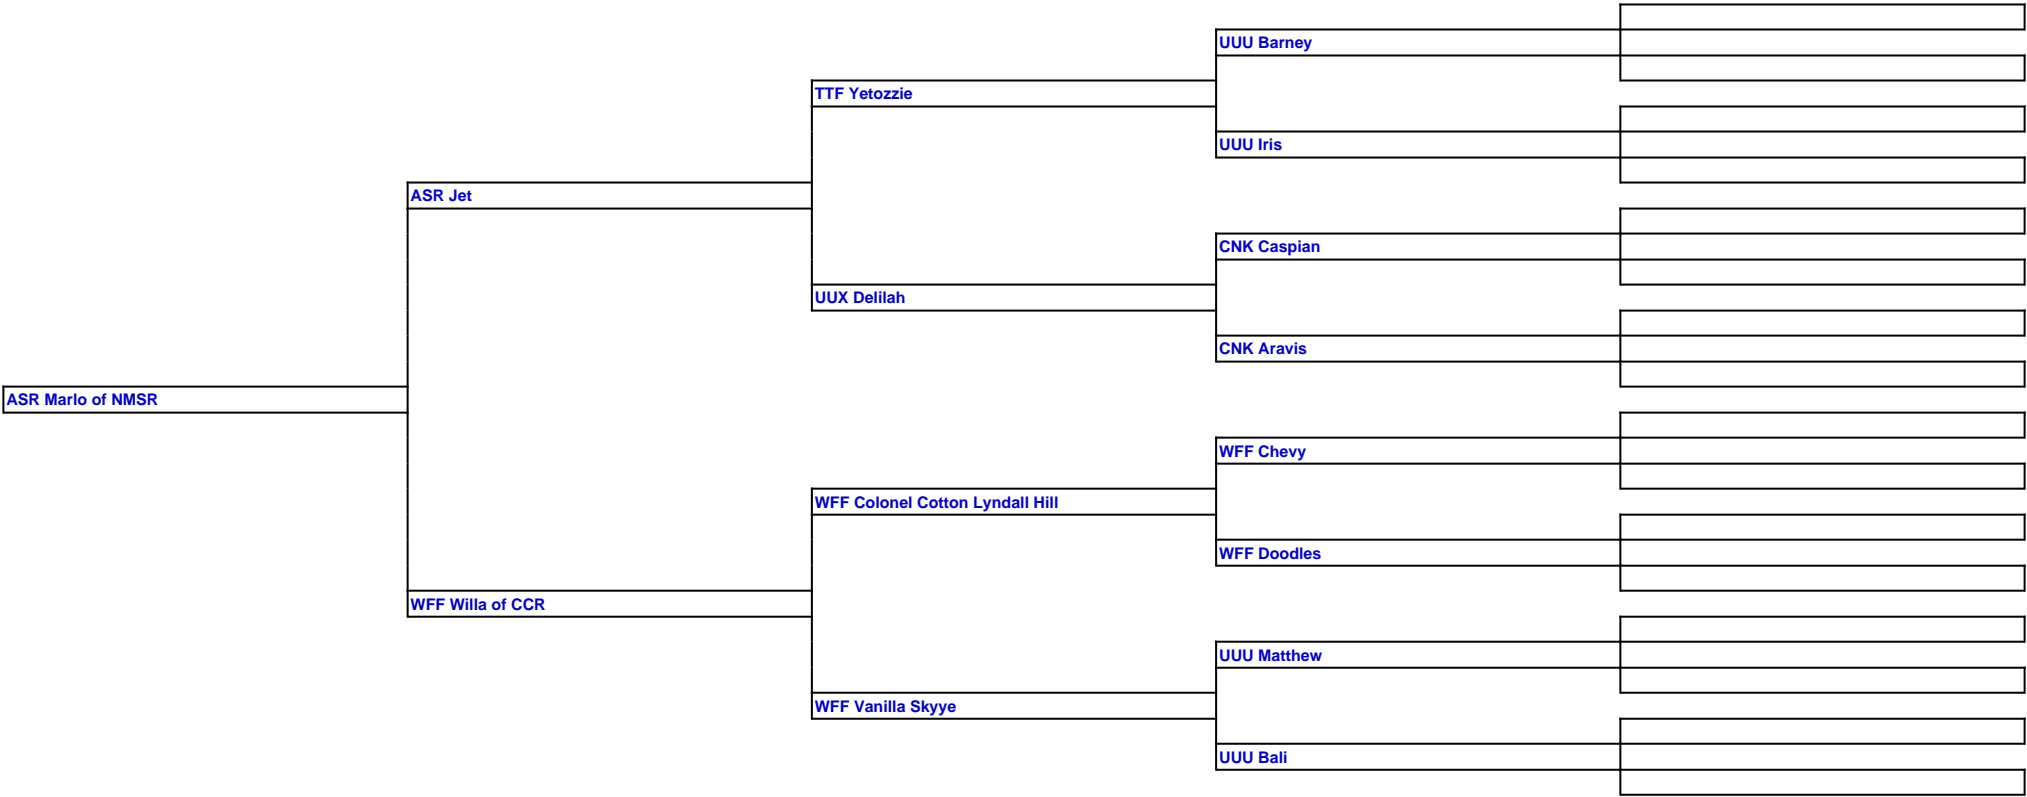 UUU Barney
TTF Yetozzie
UUU Iris
ASR Jet
CNK Caspian
UUX Delilah
CNK Aravis
ASR Marlo of NMSR
WFF Chevy
WFF Colonel Cotton Lyndall Hill
WFF Doodles
WFF Willa of CCR
UUU Matthew
WFF Vanilla Skyye
UUU Bali